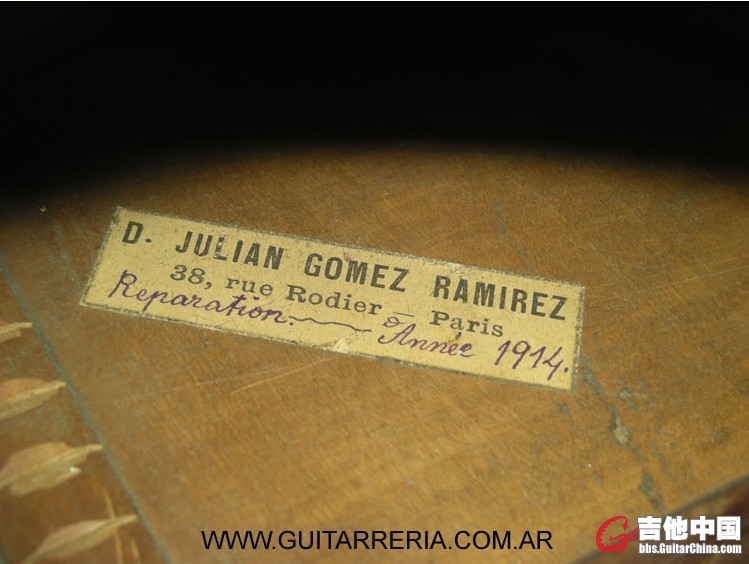 D. JULIAN GOMEZ RAMIREZ
38, rue Rodier — Paris
Reparation. Année 1914.
WWW.GUITARRERIA.COM.AR
吉他中国
bbs.GuitarChina.com